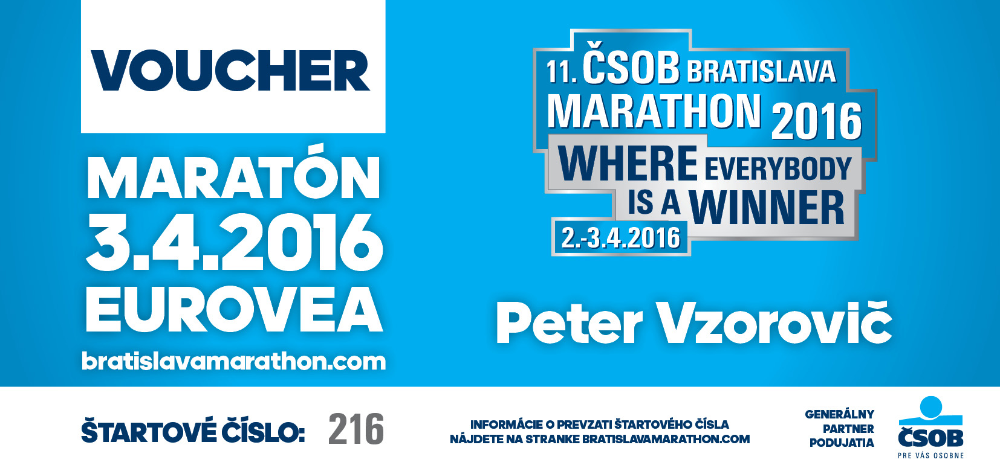 VOUCHER
MARATÓN
3.4.2016
EUROVEA
bratislavamarathon.com
11. ČSOB BRATISLAVA
MARATHON 2016
WHERE EVERYBODY
IS A WINNER
2.-3.4.2016
Peter Vzorovič
ŠTARTOVÉ ČÍSLO: 216
INFORMÁCIE O PREVZATI ŠTARTOVÉHO ČÍSLA
NÁJDETE NA STRANKE BRATISLAVAMARATHON.COM
GENERÁLNY
PARTNER
PODUJATIA
ČSOB
PRE VÁS OSOBNE